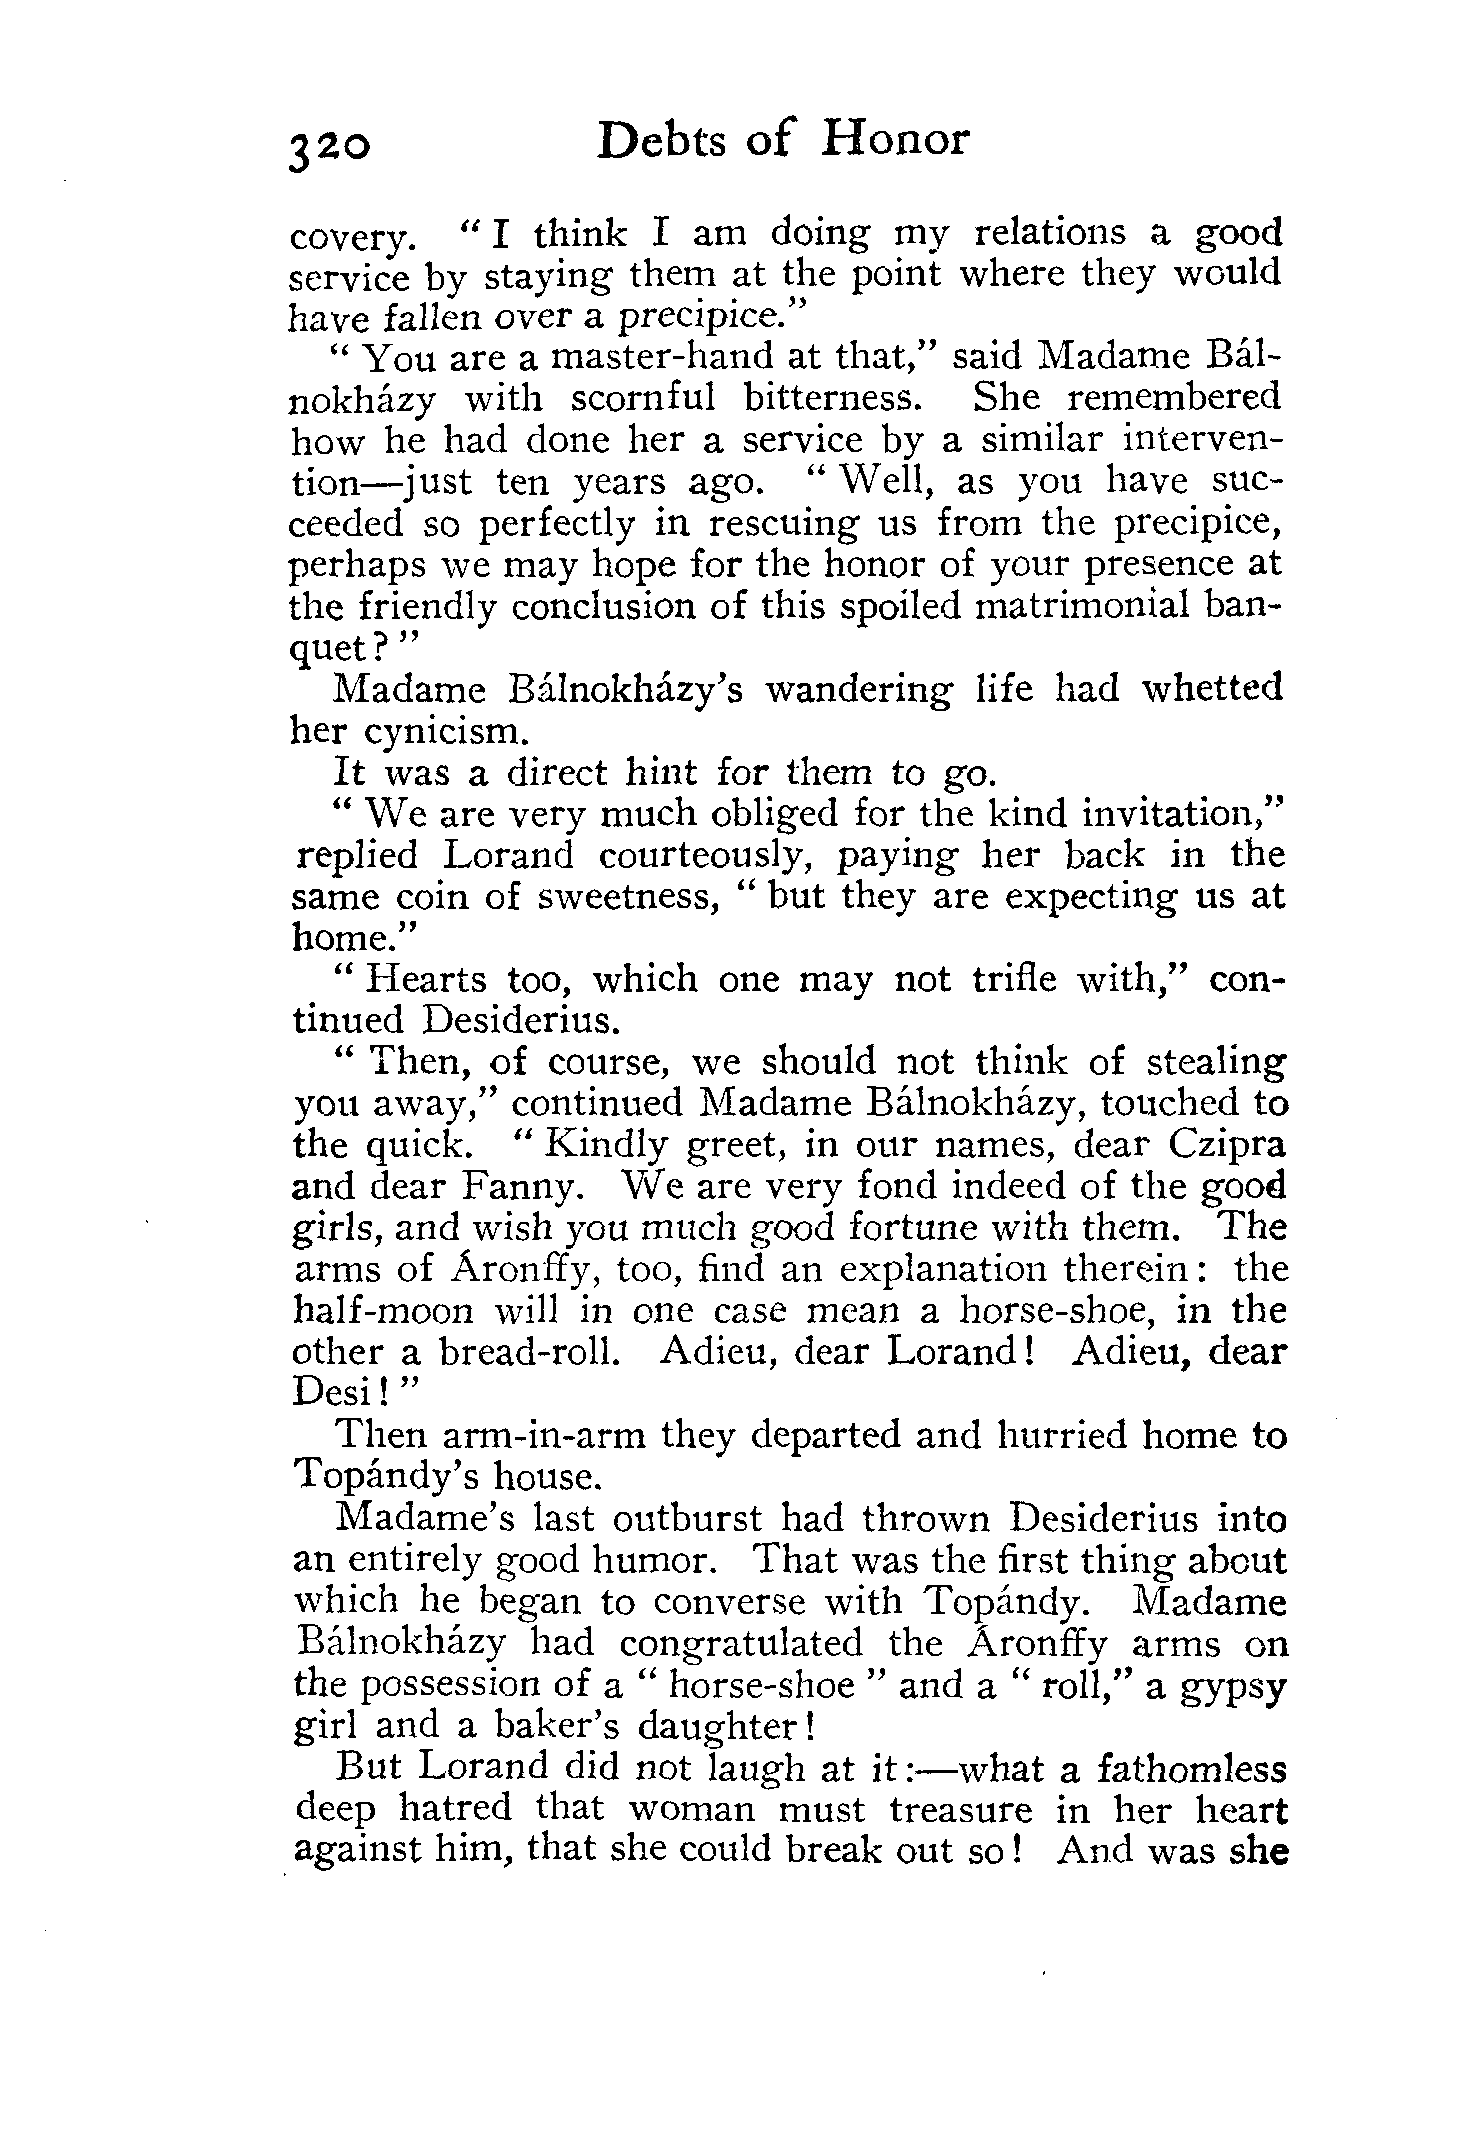 320 Debts of Honor
covery. “ I think I am doing my relations a good
service by staying them at the point where they would
have fallen over a precipice.”
“ You are a master-hand at that,” said Madame Bál-
nokházy with scornful bitterness. She remembered
how he had done her a service by a similar interven-
tion—just ten years ago. “ Well, as you have suc-
ceeded so perfectly in rescuing us from the precipice,
perhaps we may hope for the honor of your presence at
the friendly conclusion of this spoiled matrimonial ban-
quet ? ”
Madame Bálnokházy’s wandering life had whetted
her cynicism.
It was a direct hint for them to go.
“ We are very much obliged for the kind invitation,”
replied Lorand courteously, paying her back in the
same coin of sweetness, “ but they are expecting us at
home.”
“ Hearts too, which one may not trifle with,” con-
tinued Desiderius.
“ Then, of course, we should not think of stealing
you away,” continued Madame Bálnokházy, touched to
the quick. “ Kindly greet, in our names, dear Czipra
and dear Fanny. We are very fond indeed of the good
girls, and wish you much good fortune with them. The
arms of Áronffy, too, find an explanation therein : the
half-moon will in one case mean a horse-shoe, in the
other a bread-roll. Adieu, dear Lorand ! Adieu, dear
Desi ! ”
Then arm-in-arm they departed and hurried home to
Topándy’s house.
Madame’s last outburst had thrown Desiderius into
an entirely good humor. That was the first thing about
which he began to converse with Topándy. Madame
Bálnokházy had congratulated the Áronffy arms on
the possession of a “ horse-shoe ” and a “ roll,” a gypsy
girl and a baker’s daughter !
But Lorand did not laugh at it :—what a fathomless
deep hatred that woman must treasure in her heart
against him, that she could break out so ! And was she